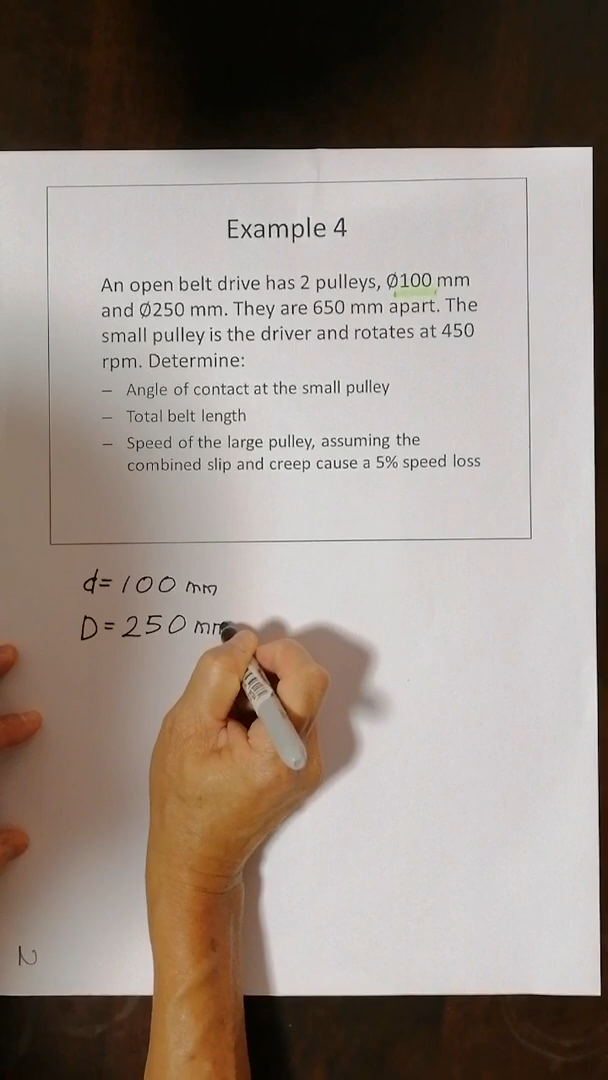 Example 4
An open belt drive has 2 pulleys, Ø100 mm
and Ø250 mm. They are 650 mm apart. The
small pulley is the driver and rotates at 450
rpm. Determine:
– Angle of contact at the small pulley
– Total belt length
– Speed of the large pulley, assuming the
combined slip and creep cause a 5% speed loss
d = 100 mm
D = 250 mm